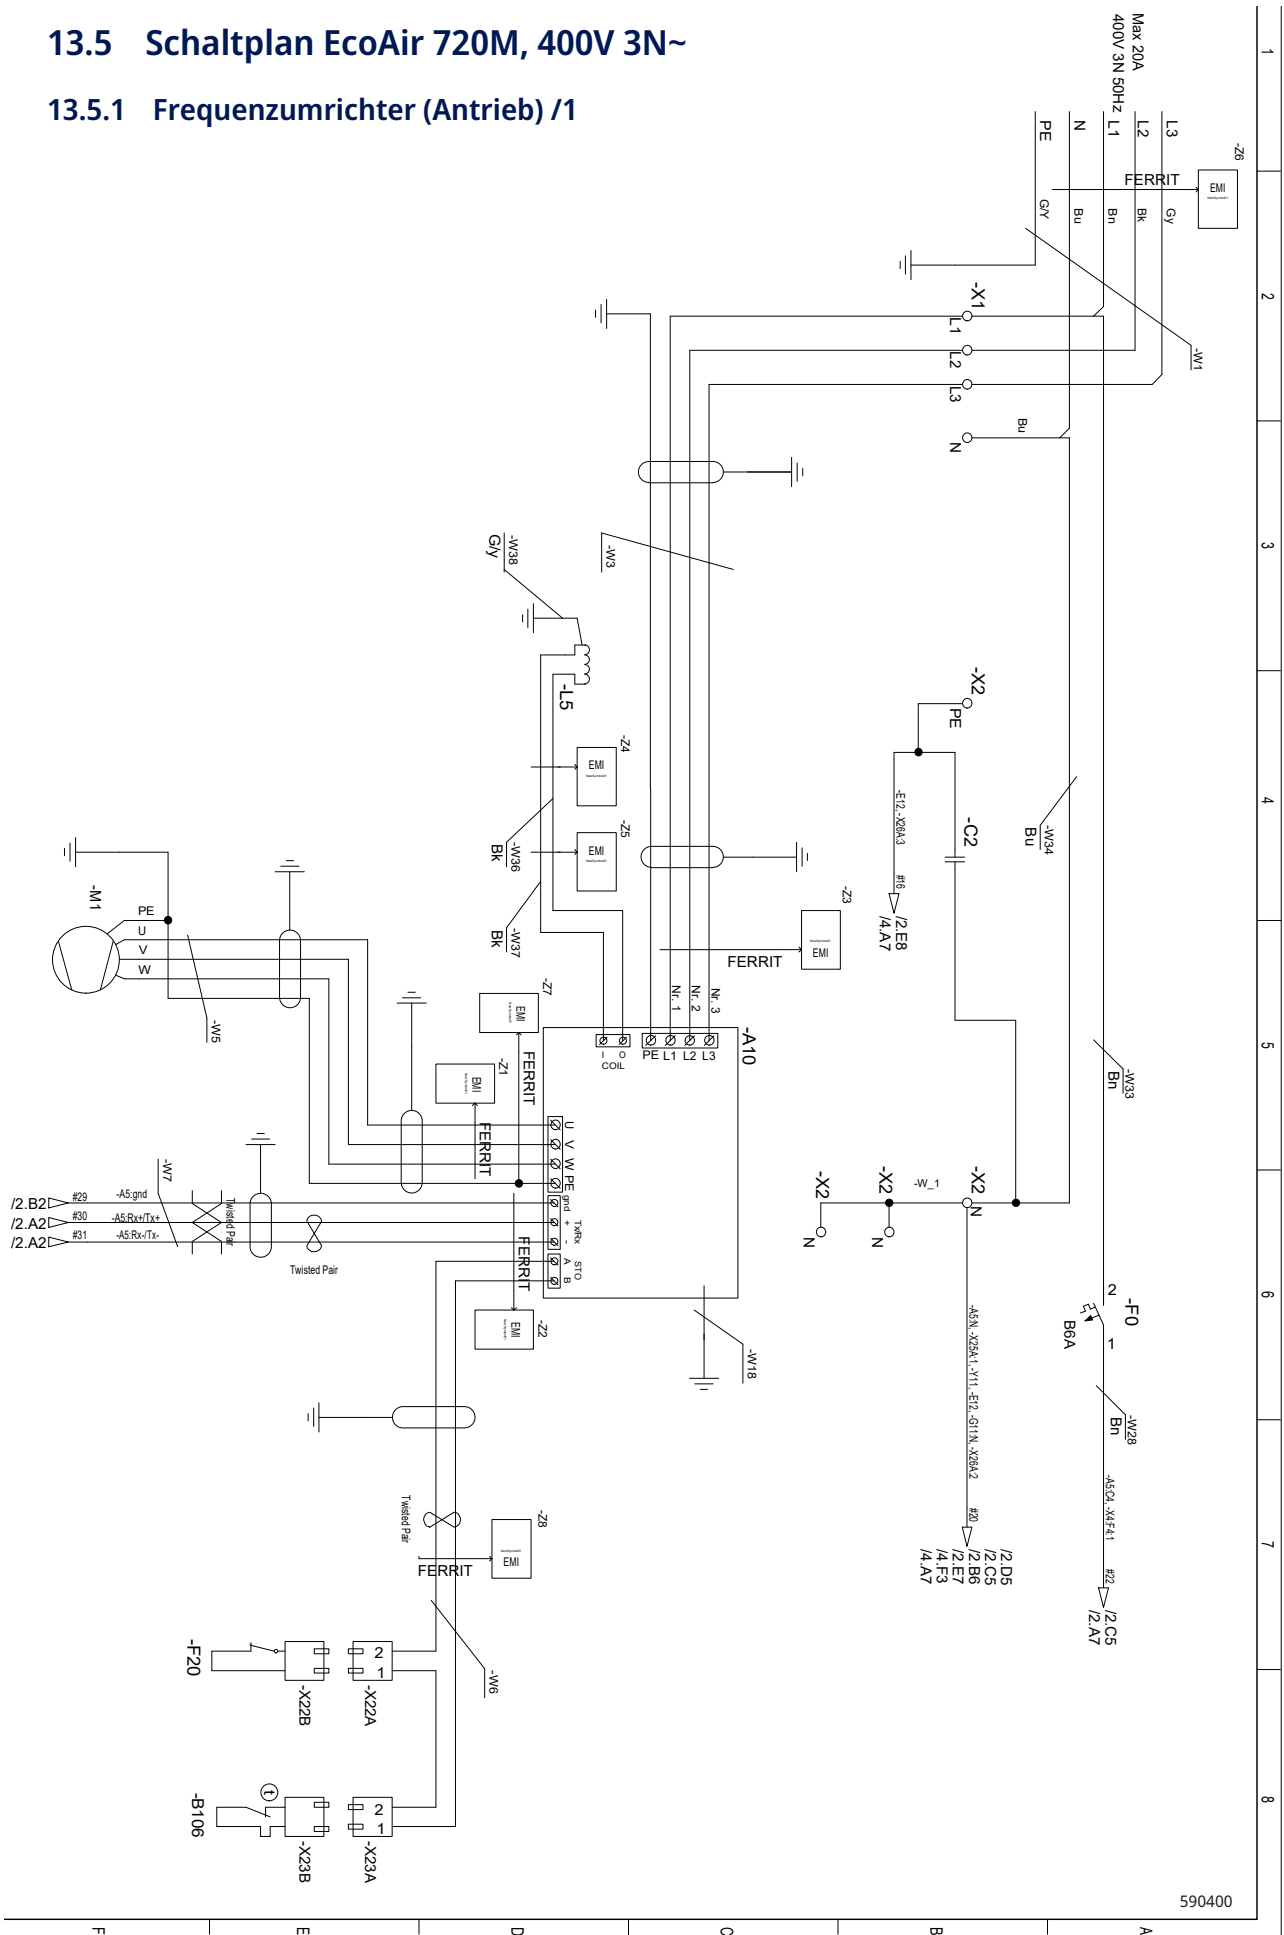 13.5 Schaltplan EcoAir 720M, 400V 3N~
13.5.1 Frequenzumrichter (Antrieb) /1
Max 20A
400V 3N 50Hz
PE
N
L1
L2
L3
-Z6
EMI
FERRIT
G/Y
Bu
Bn
Bk
Gy
-X1
L1
L2
L3
N
-W1
Bu
-W3
-W38
G/y
-L5
-Z4
EMI
-Z5
EMI
-W36
Bk
-W37
Bk
-X2
PE
-C2
-E12,-X26A:3
#16
/2.E8
/4.A7
-W34
Bu
-Z3
EMI
FERRIT
-M1
PE
U
V
W
-W5
-Z7
EMI
FERRIT
-Z1
EMI
FERRIT
Nr. 1
Nr. 2
Nr. 3
-A10
I
O
COIL
PE
L1
L2
L3
U
V
W
PE
gnd
+
-
Tx/Rx
A
B
STO
-W33
Bn
-W7
/2.B2
#29
-A5:gnd
/2.A2
#30
-A5:Rx+/Tx+
/2.A2
#31
-A5:Rx-/Tx-
Twisted Pair
Twisted Pair
FERRIT
-Z2
EMI
-W18
-X2
N
-X2
N
-W_1
-X2
N
-A5:N, -X25A:1, -Y11, -E12, -G11:N, -X26A:2
#20
/2.D5
/2.C5
/2.B6
/2.E7
/4.F3
/4.A7
2
-F0
B6A
1
-W28
Bn
-A5:C4, -X4:F4:1
#22
/2.C5
/2.A7
Twisted Pair
-Z8
EMI
FERRIT
-W6
-F20
-X22B
2
1
-X22A
-B106
t
-X23B
2
1
-X23A
590400
1
2
3
4
5
6
7
8
F
E
D
C
B
A